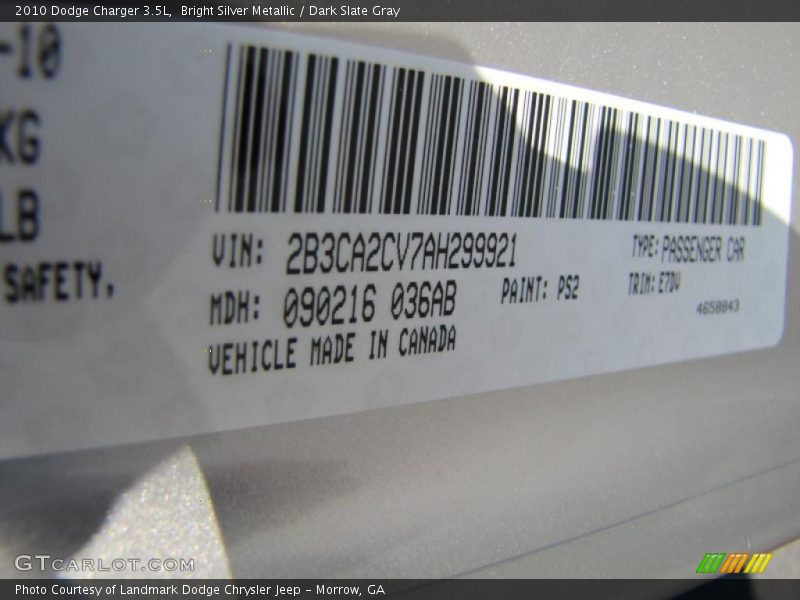 2010 Dodge Charger 3.5L,  Bright Silver Metallic / Dark Slate Gray
-10
KG
LB
SAFETY.
VIN: 2B3CA2CV7AH299921
TYPE: PASSENGER CAR
MDH: 090216 036AB
PAINT: PS2
TRIM: E7DV
4658843
VEHICLE MADE IN CANADA
GTCARLOT.COM
Photo Courtesy of Landmark Dodge Chrysler Jeep – Morrow, GA